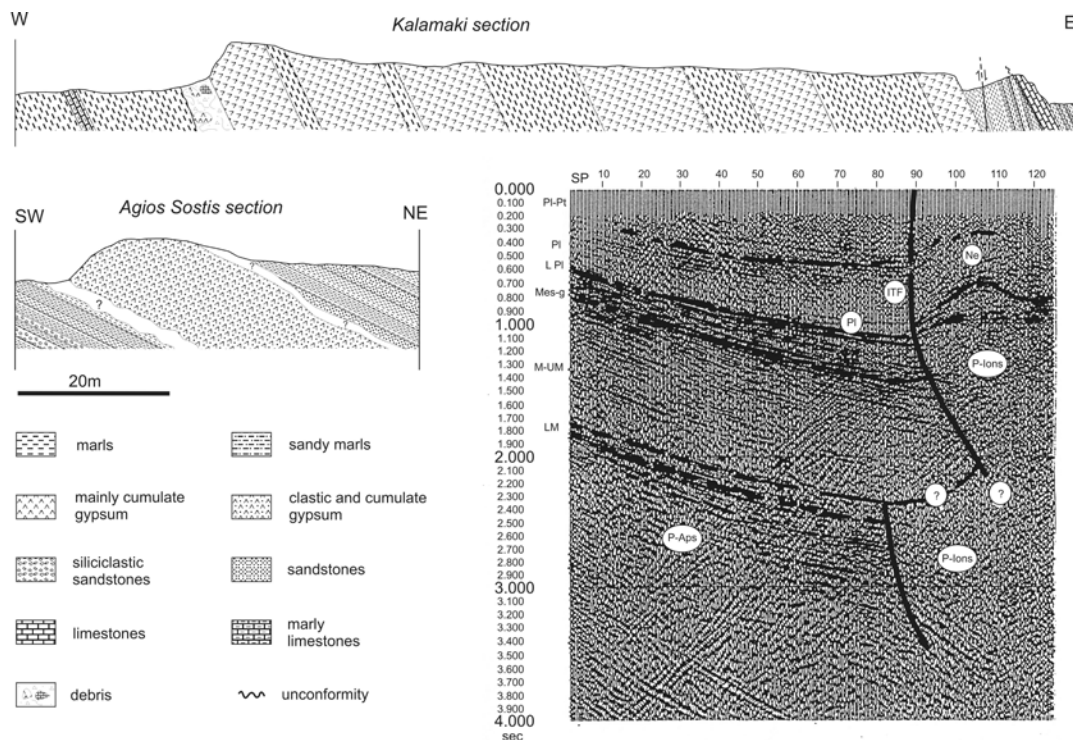 W
Kalamaki section
E
SW
Agios Sostis section
NE
?
?
20m
marls
sandy marls
mainly cumulate
gypsum
clastic and cumulate
gypsum
siliciclastic
sandstones
sandstones
limestones
marly
limestones
debris
unconformity
SP 10 20 30 40 50 60 70 80 90 100 110 120
0.000
0.100
0.200
0.300
0.400
0.500
0.600
0.700
0.800
0.900
1.000
1.100
1.200
1.300
1.400
1.500
1.600
1.700
1.800
1.900
2.000
2.100
2.200
2.300
2.400
2.500
2.600
2.700
2.800
2.900
3.000
3.100
3.200
3.300
3.400
3.500
3.600
3.700
3.800
3.900
4.000
sec
Pl-Pt
Pl
L Pl
Mes-g
M-UM
LM
Ne
ITF
Pl
P-Ions
?
?
P-Aps
P-Ions